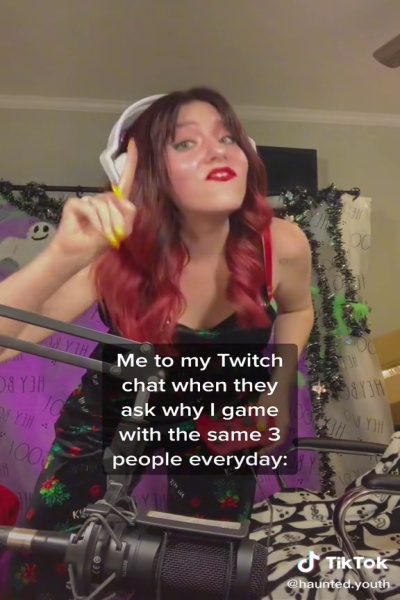 Me to my Twitch
chat when they
ask why I game
with the same 3
people everyday:
TikTok
@haunted.youth